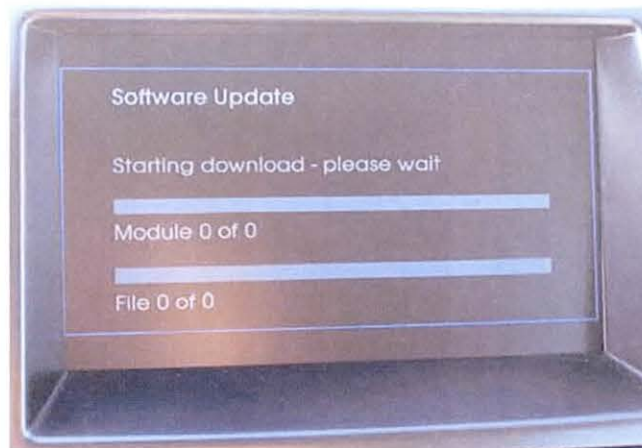 Software Update
Starting download - please wait
Module 0 of 0
File 0 of 0